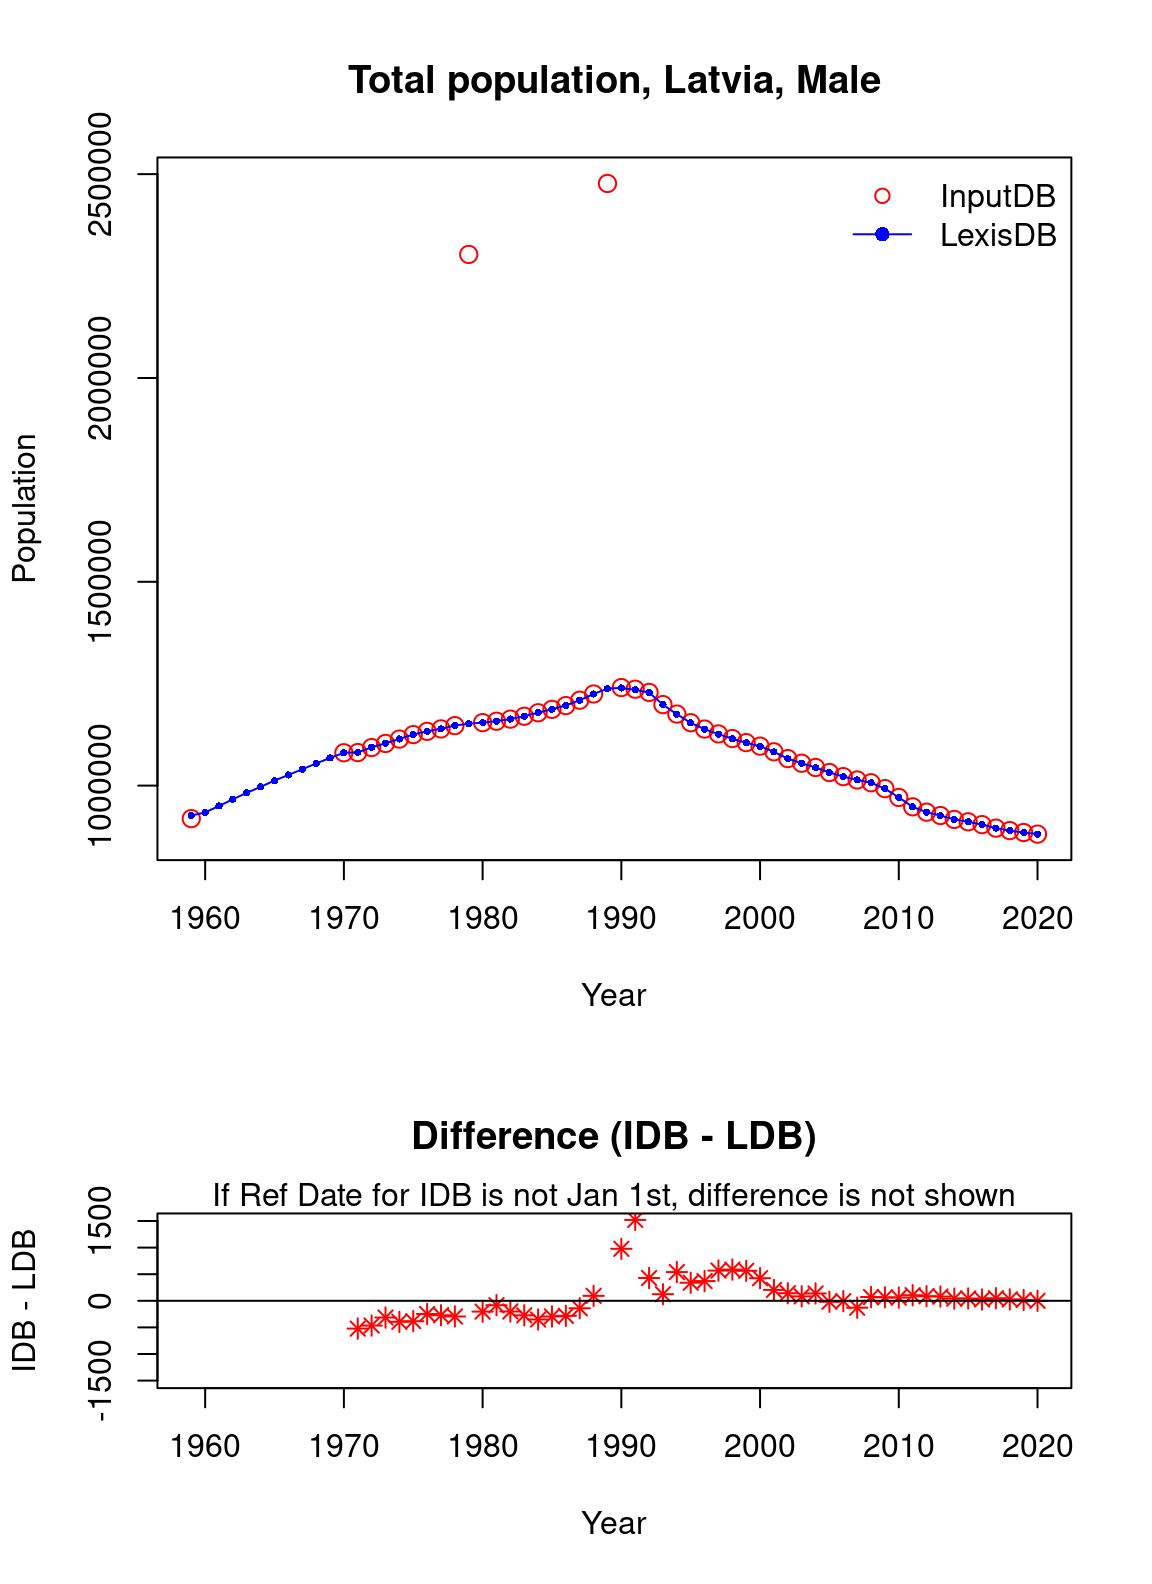 Total population, Latvia, Male
2500000
2000000
1500000
1000000
Population
InputDB
LexisDB
1960 1970 1980 1990 2000 2010 2020
Year
Difference (IDB - LDB)
If Ref Date for IDB is not Jan 1st, difference is not shown
1500
0
-1500
IDB - LDB
1960 1970 1980 1990 2000 2010 2020
Year